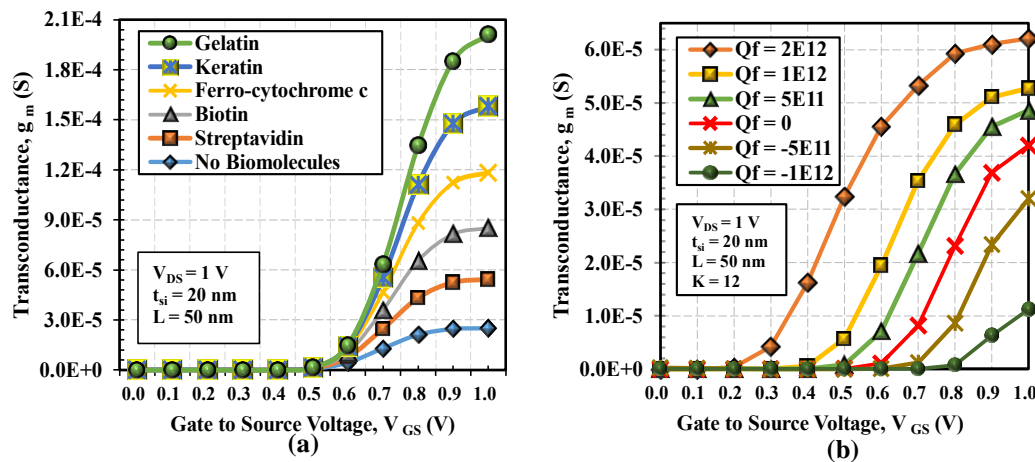 2.1E-4
1.8E-4
1.5E-4
1.2E-4
9.0E-5
6.0E-5
3.0E-5
0.0E+0
Transconductance, g m (S)
Gelatin
Keratin
Ferro-cytochrome c
Biotin
Streptavidin
No Biomolecules
VDS = 1 V
tsi = 20 nm
L = 50 nm
0.0 0.1 0.2 0.3 0.4 0.5 0.6 0.7 0.8 0.9 1.0
Gate to Source Voltage, V GS (V)
(a)
6.0E-5
5.0E-5
4.0E-5
3.0E-5
2.0E-5
1.0E-5
0.0E+0
Transconductance, g m (S)
Qf = 2E12
Qf = 1E12
Qf = 5E11
Qf = 0
Qf = -5E11
Qf = -1E12
VDS = 1 V
tsi = 20 nm
L = 50 nm
K = 12
0.0 0.1 0.2 0.3 0.4 0.5 0.6 0.7 0.8 0.9 1.0
Gate to Source Voltage, V GS (V)
(b)